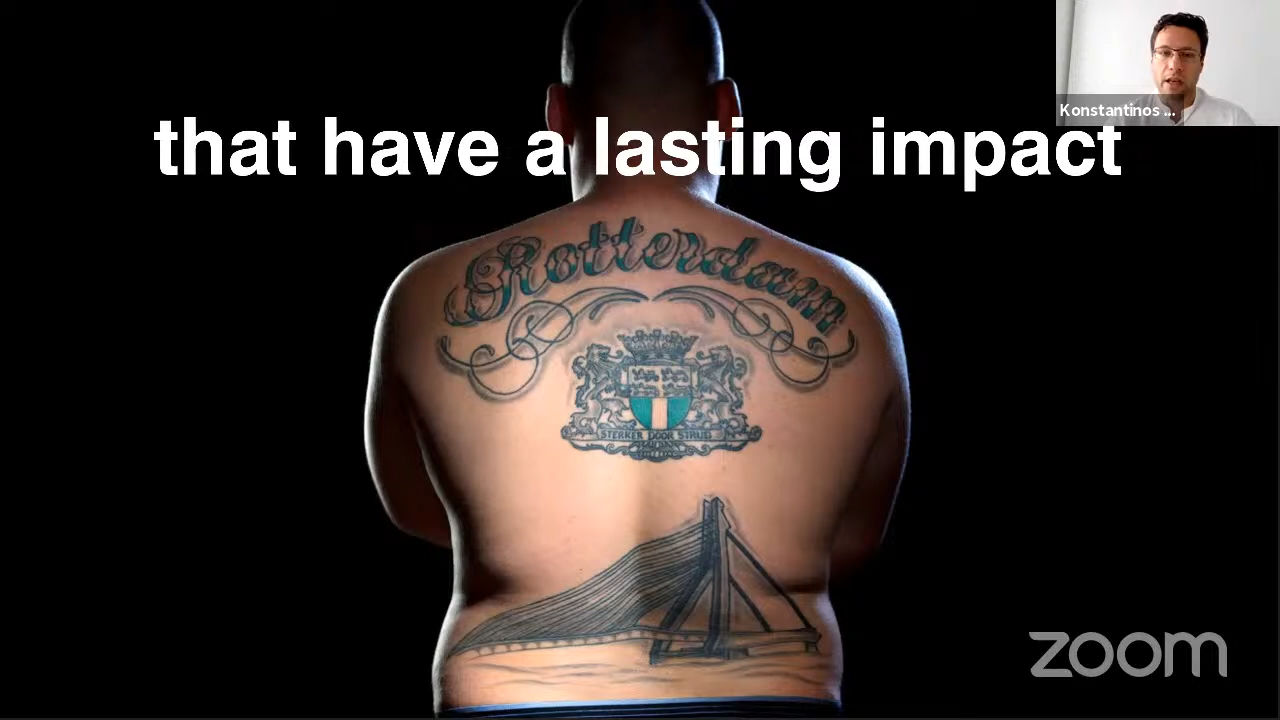 Konstantinos ...
that have a lasting impact
Rotterdam
STERKER DOOR STRIJD
zoom